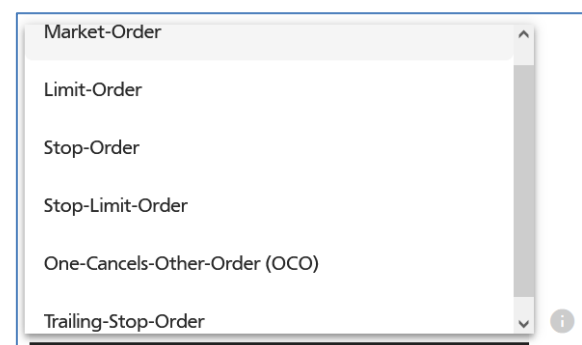 Market-Order
Limit-Order
Stop-Order
Stop-Limit-Order
One-Cancels-Other-Order (OCO)
Trailing-Stop-Order